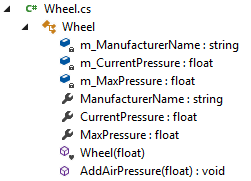 C# Wheel.cs
Wheel
m_ManufacturerName : string
m_CurrentPressure : float
m_MaxPressure : float
ManufacturerName : string
CurrentPressure : float
MaxPressure : float
Wheel(float)
AddAirPressure(float) : void